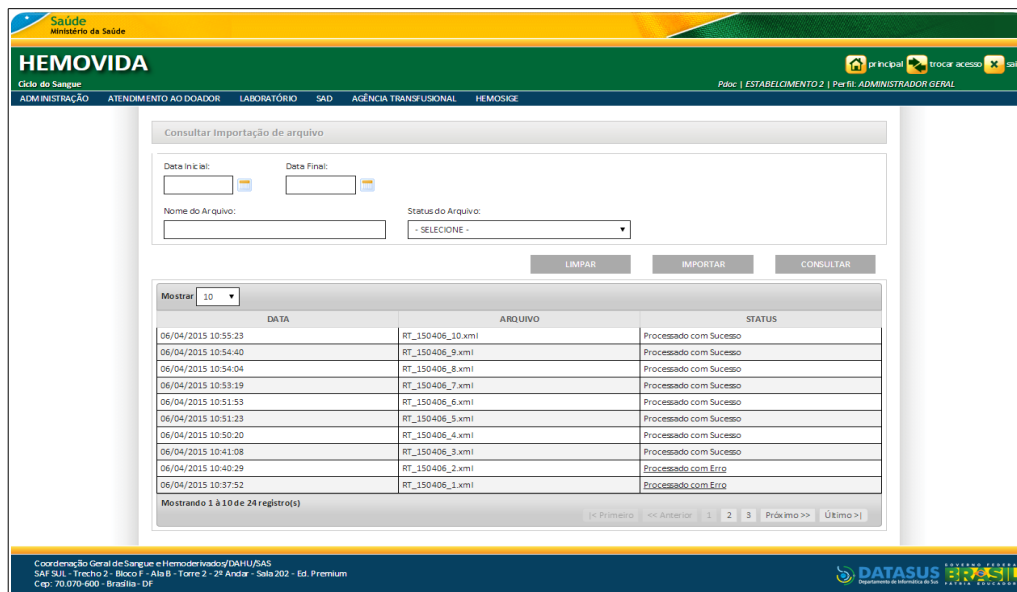 Saúde
Ministério da Saúde
HEMOVIDA
principal trocar acesso sai
Ciclo do Sangue
Pdoc | ESTABELCIMENTO 2 | Perfil: ADMINISTRADOR GERAL
ADMINISTRAÇÃO ATENDIMENTO AO DOADOR LABORATÓRIO SAD AGÊNCIA TRANSFUSIONAL HEMOSIGE
Consultar Importação de arquivo
Data Inicial: Data Final:
Nome do Arquivo: Status do Arquivo:
- SELECIONE -
LIMPAR IMPORTAR CONSULTAR
Mostrar 10
DATA ARQUIVO STATUS
06/04/2015 10:55:23 RT_150406_10.xml Processado com Sucesso
06/04/2015 10:54:40 RT_150406_9.xml Processado com Sucesso
06/04/2015 10:54:04 RT_150406_8.xml Processado com Sucesso
06/04/2015 10:53:19 RT_150406_7.xml Processado com Sucesso
06/04/2015 10:51:53 RT_150406_6.xml Processado com Sucesso
06/04/2015 10:51:23 RT_150406_5.xml Processado com Sucesso
06/04/2015 10:50:20 RT_150406_4.xml Processado com Sucesso
06/04/2015 10:41:08 RT_150406_3.xml Processado com Sucesso
06/04/2015 10:40:29 RT_150406_2.xml Processado com Erro
06/04/2015 10:37:52 RT_150406_1.xml Processado com Erro
Mostrando 1 à 10 de 24 registro(s)
|< Primeiro << Anterior 1 2 3 Próximo >> Último >|
Coordenação Geral de Sangue e Hemoderivados/DAHU/SAS
SAF SUL - Trecho 2 - Bloco F - Ala B - Torre 2 - 2º Andar - Sala 202 - Ed. Premium
Cep: 70.070-600 - Brasília - DF
DATASUS
Departamento de Informática do Sus
GOVERNO FEDERA
BRASIL
PÁTRIA EDUCADOR